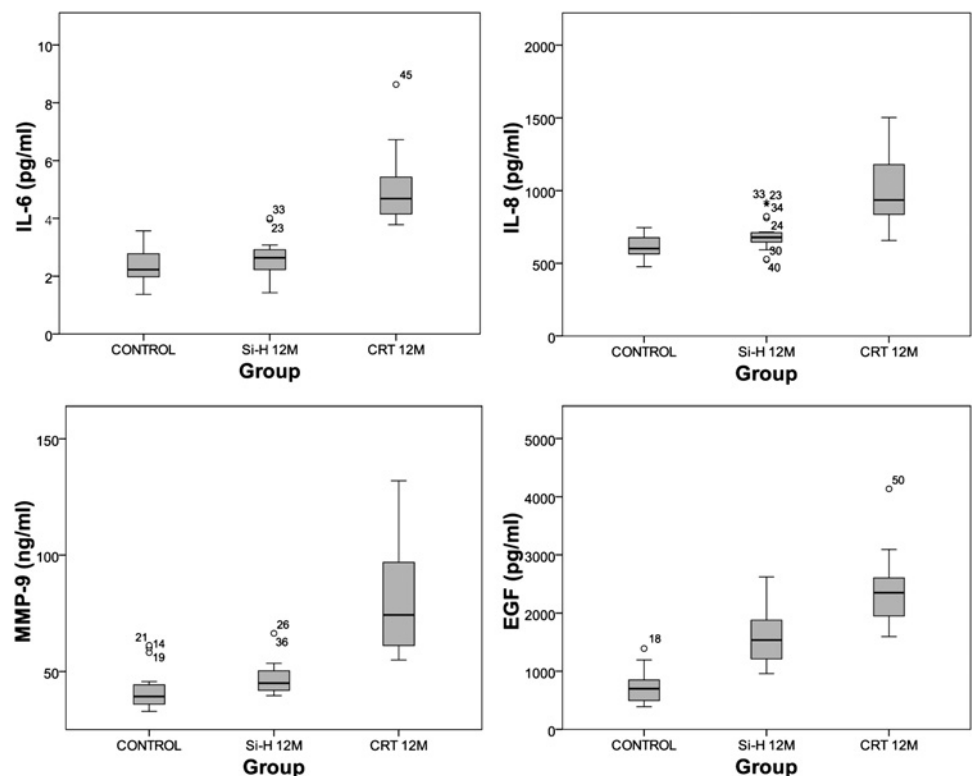 10
8
6
4
2
0
IL-6 (pg/ml)
45
33
23
CONTROL
Si-H 12M
CRT 12M
Group
2000
1500
1000
500
0
IL-8 (pg/ml)
33 23
34
24
30
40
CONTROL
Si-H 12M
CRT 12M
Group
150
100
50
MMP-9 (ng/ml)
21 14
19
26
36
CONTROL
Si-H 12M
CRT 12M
Group
5000
4000
3000
2000
1000
0
EGF (pg/ml)
18
50
CONTROL
Si-H 12M
CRT 12M
Group